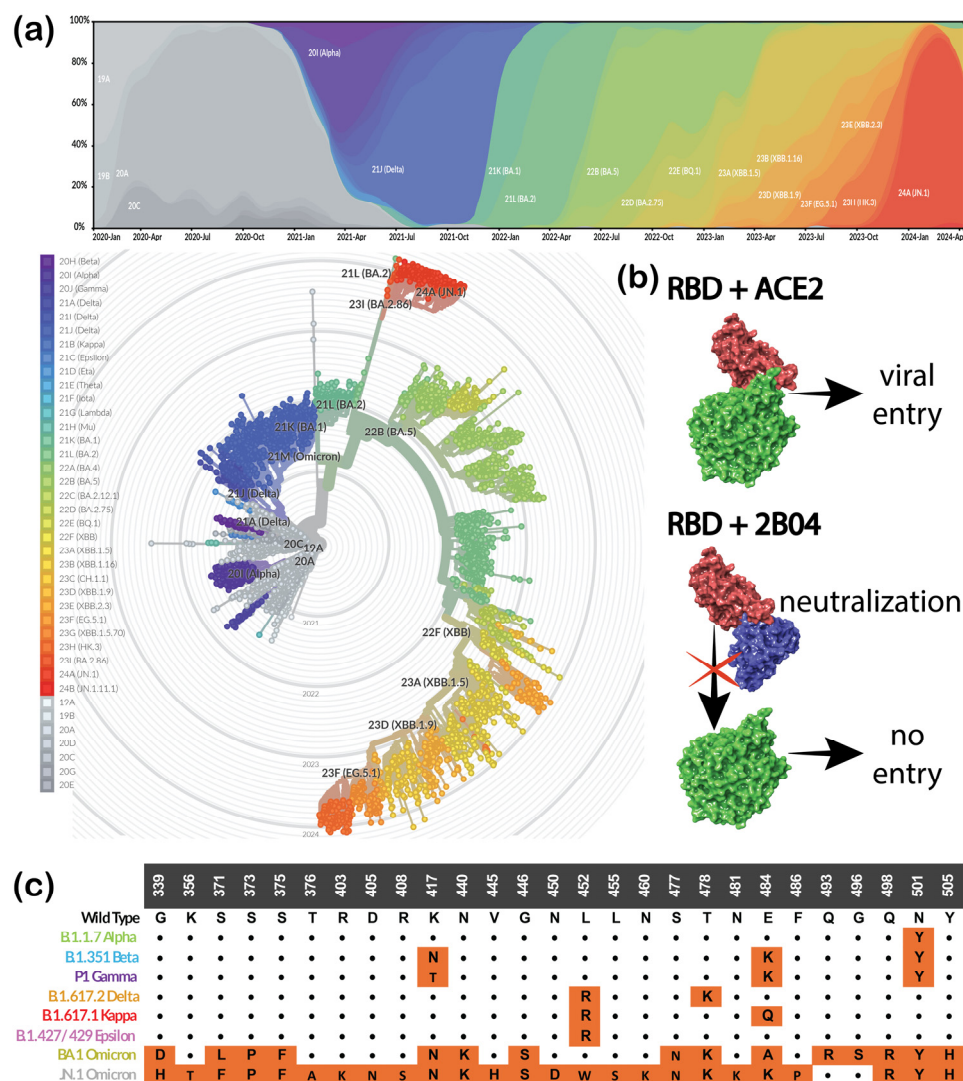 (a)
100%
80%
60%
40%
20%
0%
19A
19B
20A
20C
20I (Alpha)
21J (Delta)
21K (BA.1)
21L (BA.2)
22B (BA.5)
22D (BA.2.75)
22E (BQ.1)
23A (XBB.1.5)
23B (XBB.1.16)
23D (XBB.1.9)
23E (XBB.2.3)
23F (EG.5.1)
23H (HK.3)
24A (JN.1)
2020-Jan 2020-Apr 2020-Jul 2020-Oct 2021-Jan 2021-Apr 2021-Jul 2021-Oct 2022-Jan 2022-Apr 2022-Jul 2022-Oct 2023-Jan 2023-Apr 2023-Jul 2023-Oct 2024-Jan 2024-Apr
20H (Beta)
20I (Alpha)
20J (Gamma)
21A (Delta)
21I (Delta)
21J (Delta)
21B (Kappa)
21C (Epsilon)
21D (Eta)
21E (Theta)
21F (Iota)
21G (Lambda)
21H (Mu)
21K (BA.1)
21L (BA.2)
22A (BA.4)
22B (BA.5)
22C (BA.2.12.1)
22D (BA.2.75)
22E (BQ.1)
22F (XBB)
23A (XBB.1.5)
23B (XBB.1.16)
23C (CH.1.1)
23D (XBB.1.9)
23E (XBB.2.3)
23F (EG.5.1)
23G (XBB.1.5.70)
23H (HK.3)
23I (BA.2.86)
24A (JN.1)
24B (JN.1.11.1)
19A
19B
20A
20D
20C
20G
20E
21L (BA.2)
24A (JN.1)
23I (BA.2.86)
21L (BA.2)
21K (BA.1)
22B (BA.5)
21M (Omicron)
21J (Delta)
21A (Delta)
20C
19A
20A
20I (Alpha)
2021
22F (XBB)
23A (XBB.1.5)
2022
23D (XBB.1.9)
2023
23F (EG.5.1)
2024
(b)
RBD + ACE2
viral
entry
RBD + 2B04
neutralization
no
entry
(c)
339 356 371 373 375 376 403 405 408 417 440 445 446 450 452 455 460 477 478 481 484 486 493 496 498 501 505
Wild Type G K S S S T R D R K N V G N L L N S T N E F Q G Q N Y
B.1.1.7 Alpha • • • • • • • • • • • • • • • • • • • • • • • • • Y •
B.1.351 Beta • • • • • • • • • N • • • • • • • • • • K • • • • Y •
P1 Gamma • • • • • • • • • T • • • • • • • • • • K • • • • Y •
B.1.617.2 Delta • • • • • • • • • • • • • • R • • • K • • • • • • • •
B.1.617.1 Kappa • • • • • • • • • • • • • • R • • • • • Q • • • • • •
B.1.427/429 Epsilon • • • • • • • • • • • • • • R • • • • • • • • • • • •
BA.1 Omicron D • L P F • • • • N K • S • • • • N K • A • R S R Y H
JN.1 Omicron H T F P F A K N S N K H S D W S K N K K K P • • R Y H